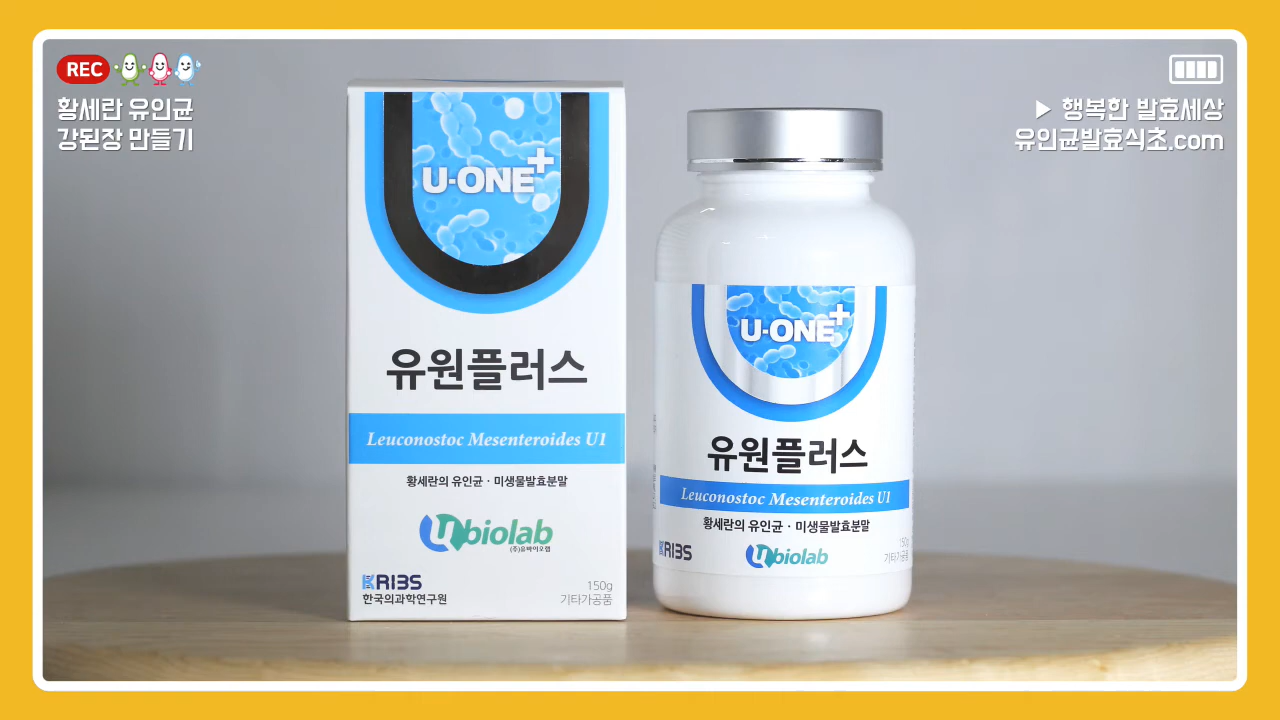 REC
황세란 유인균
강된장 만들기
▶ 행복한 발효세상
유인균발효식초.com
U-ONE+
유원플러스
Leuconostoc Mesenteroides U1
황세란의 유인균 · 미생물발효분말
Unbiolab
(주)유바이오랩
KRIBS
한국의과학연구원
150g
기타가공품
U-ONE+
유원플러스
Leuconostoc Mesenteroides U1
황세란의 유인균 · 미생물발효분말
KRIBS
Unbiolab
150g
기타가공품